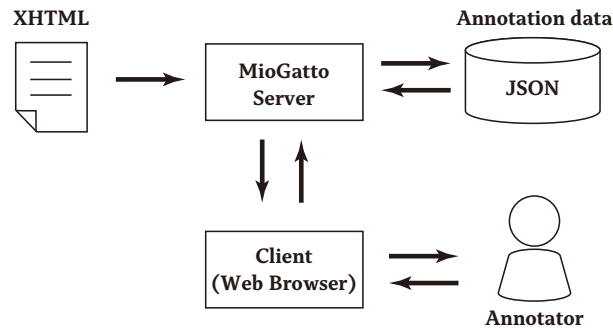 XHTML
Annotation data
MioGatto
Server
JSON
Client
(Web Browser)
Annotator